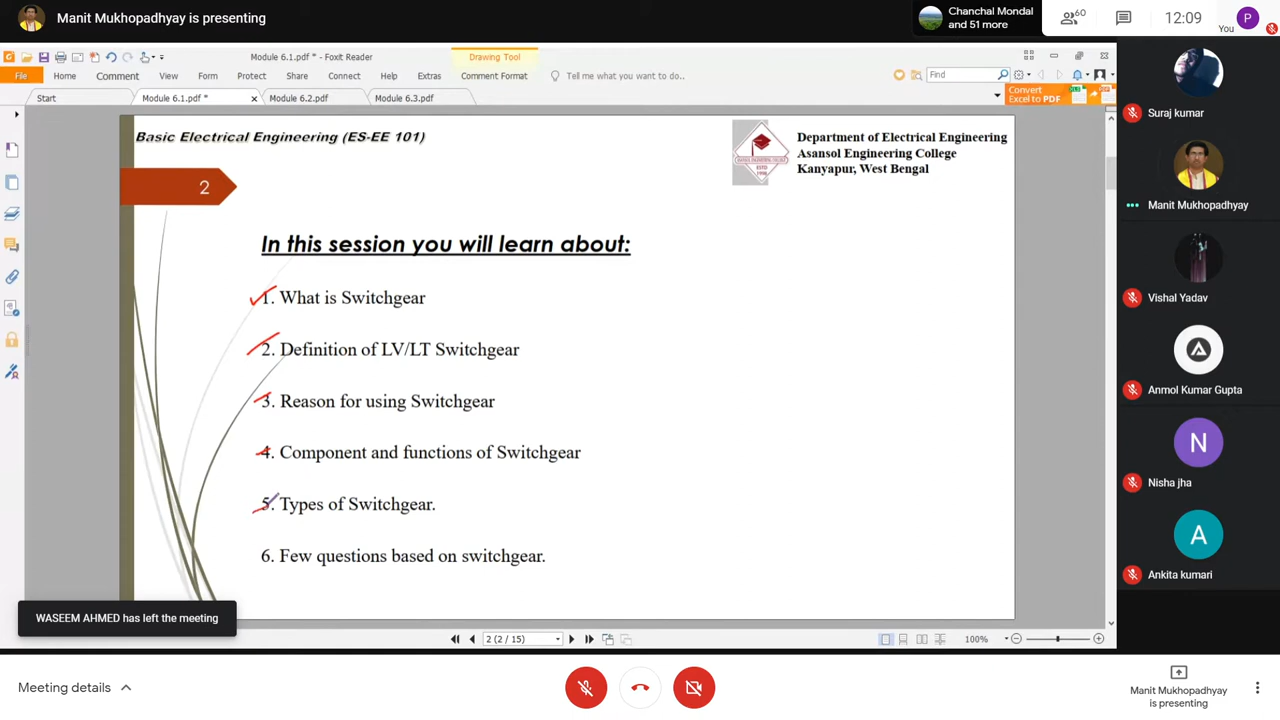 Manit Mukhopadhyay is presenting
Chanchal Mondal
and 51 more
60
12:09
You
P
Module 6.1.pdf * - Foxit Reader
Drawing Tool
File
Home
Comment
View
Form
Protect
Share
Connect
Help
Extras
Comment Format
Tell me what you want to do..
Find
Start
Module 6.1.pdf *
Module 6.2.pdf
Module 6.3.pdf
Convert
Excel to PDF
Basic Electrical Engineering (ES-EE 101)
Department of Electrical Engineering
Asansol Engineering College
Kanyapur, West Bengal
2
In this session you will learn about:
1. What is Switchgear
2. Definition of LV/LT Switchgear
3. Reason for using Switchgear
4. Component and functions of Switchgear
5. Types of Switchgear.
6. Few questions based on switchgear.
WASEEM AHMED has left the meeting
2 (2 / 15)
100%
Suraj kumar
Manit Mukhopadhyay
Vishal Yadav
Anmol Kumar Gupta
N
Nisha jha
A
Ankita kumari
Meeting details
Manit Mukhopadhyay
is presenting